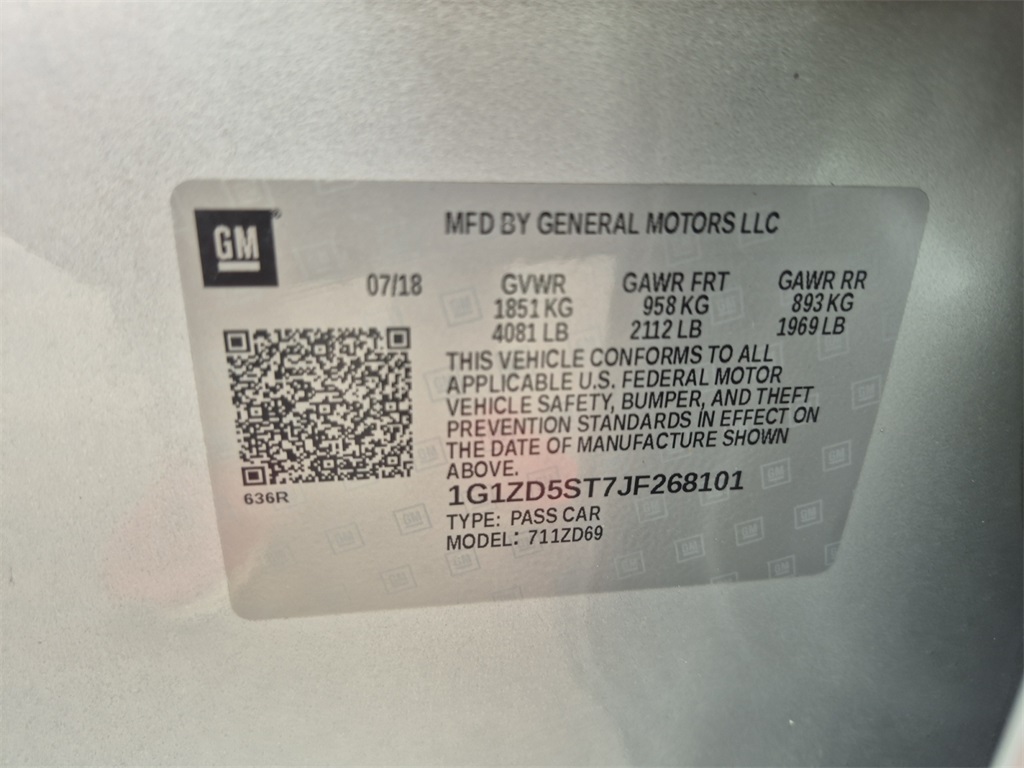 GM
MFD BY GENERAL MOTORS LLC
07/18 GVWR GAWR FRT GAWR RR
1851 KG 958 KG 893 KG
4081 LB 2112 LB 1969 LB
THIS VEHICLE CONFORMS TO ALL
APPLICABLE U.S. FEDERAL MOTOR
VEHICLE SAFETY, BUMPER, AND THEFT
PREVENTION STANDARDS IN EFFECT ON
THE DATE OF MANUFACTURE SHOWN
ABOVE.
636R
1G1ZD5ST7JF268101
TYPE: PASS CAR
MODEL: 711ZD69